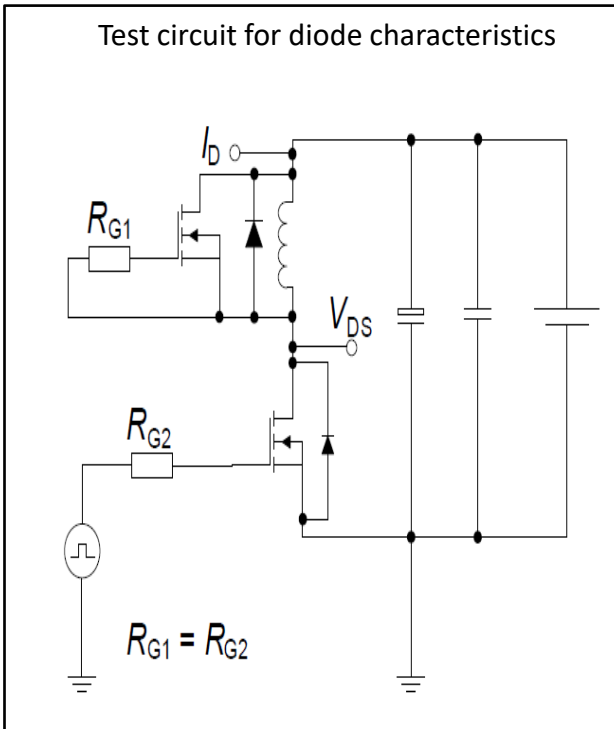 Test circuit for diode characteristics
I_D
R_G1
V_DS
R_G2
R_G1 = R_G2